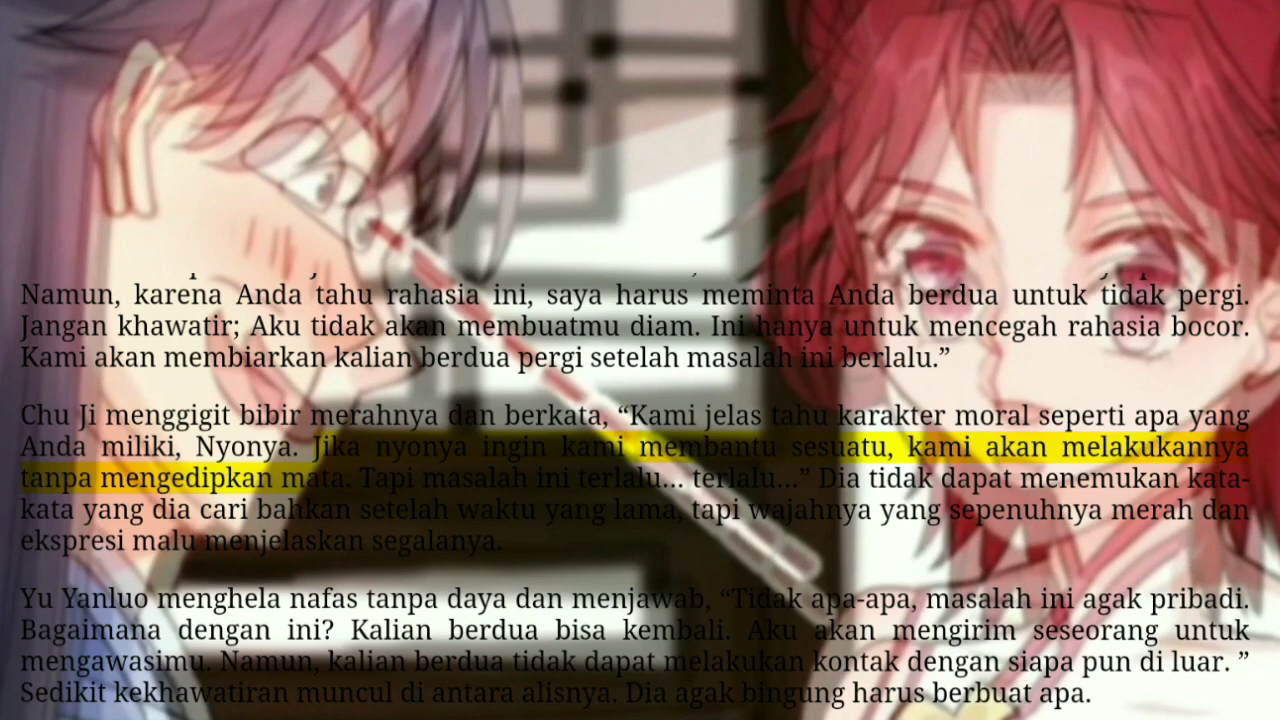 Namun, karena Anda tahu rahasia ini, saya harus meminta Anda berdua untuk tidak pergi.
Jangan khawatir; Aku tidak akan membuatmu diam. Ini hanya untuk mencegah rahasia bocor.
Kami akan membiarkan kalian berdua pergi setelah masalah ini berlalu.”
Chu Ji menggigit bibir merahnya dan berkata, “Kami jelas tahu karakter moral seperti apa yang
Anda miliki, Nyonya. Jika nyonya ingin kami membantu sesuatu, kami akan melakukannya
tanpa mengedipkan mata. Tapi masalah ini terlalu... terlalu...” Dia tidak dapat menemukan kata-
kata yang dia cari bahkan setelah waktu yang lama, tapi wajahnya yang sepenuhnya merah dan
ekspresi malu menjelaskan segalanya.
Yu Yanluo menghela nafas tanpa daya dan menjawab, “Tidak apa-apa, masalah ini agak pribadi.
Bagaimana dengan ini? Kalian berdua bisa kembali. Aku akan mengirim seseorang untuk
mengawasimu. Namun, kalian berdua tidak dapat melakukan kontak dengan siapa pun di luar. ”
Sedikit kekhawatiran muncul di antara alisnya. Dia agak bingung harus berbuat apa.